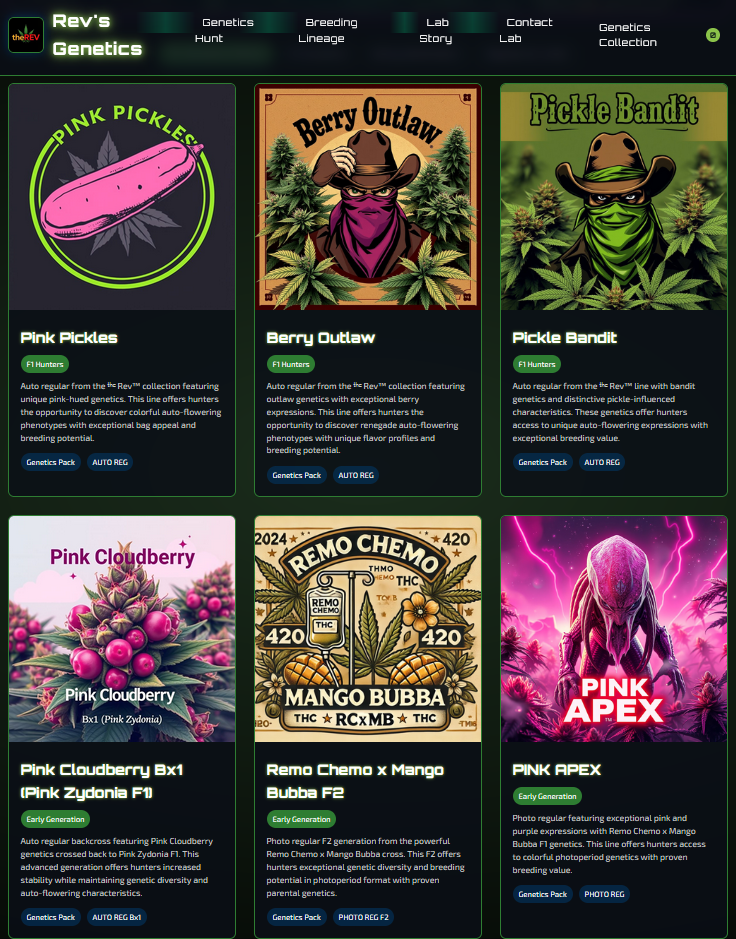 theREV
Rev's
Genetics
Genetics
Hunt
Breeding
Lineage
Lab
Story
Contact
Lab
Genetics
Collection
0
PINK PICKLES
Berry Outlaw
Pickle Bandit
Pink Pickles
F1 Hunters
Auto regular from the the Rev™ collection featuring
unique pink-hued genetics. This line offers hunters
the opportunity to discover colorful auto-flowering
phenotypes with exceptional bag appeal and
breeding potential.
Genetics Pack
AUTO REG
Berry Outlaw
F1 Hunters
Auto regular from the the Rev™ collection featuring
outlaw genetics with exceptional berry
expressions. This line offers hunters the
opportunity to discover renegade auto-flowering
phenotypes with unique flavor profiles and
breeding potential.
Genetics Pack
AUTO REG
Pickle Bandit
F1 Hunters
Auto regular from the the Rev™ line with bandit
genetics and distinctive pickle-influenced
characteristics. These genetics offer hunters
access to unique auto-flowering expressions with
exceptional breeding value.
Genetics Pack
AUTO REG
Pink Cloudberry
Pink Cloudberry
Bx1 (Pink Zydonia)
2024
420
REMO CHEMO
THMO
THC
REMO
CHEMO
THC
420
420
MANGO BUBBA
THC ★ RCxMB ★ THC
PINK
APEX
™
Pink Cloudberry Bx1
(Pink Zydonia F1)
Early Generation
Auto regular backcross featuring Pink Cloudberry
genetics crossed back to Pink Zydonia F1. This
advanced generation offers hunters increased
stability while maintaining genetic diversity and
auto-flowering characteristics.
Genetics Pack
AUTO REG Bx1
Remo Chemo x Mango
Bubba F2
Early Generation
Photo regular F2 generation from the powerful
Remo Chemo x Mango Bubba cross. This F2 offers
hunters exceptional genetic diversity and breeding
potential in photoperiod format with proven
parental genetics.
Genetics Pack
PHOTO REG F2
PINK APEX
Early Generation
Photo regular featuring exceptional pink and
purple expressions with Remo Chemo x Mango
Bubba F1 genetics. This line offers hunters access
to colorful photoperiod genetics with proven
breeding value.
Genetics Pack
PHOTO REG